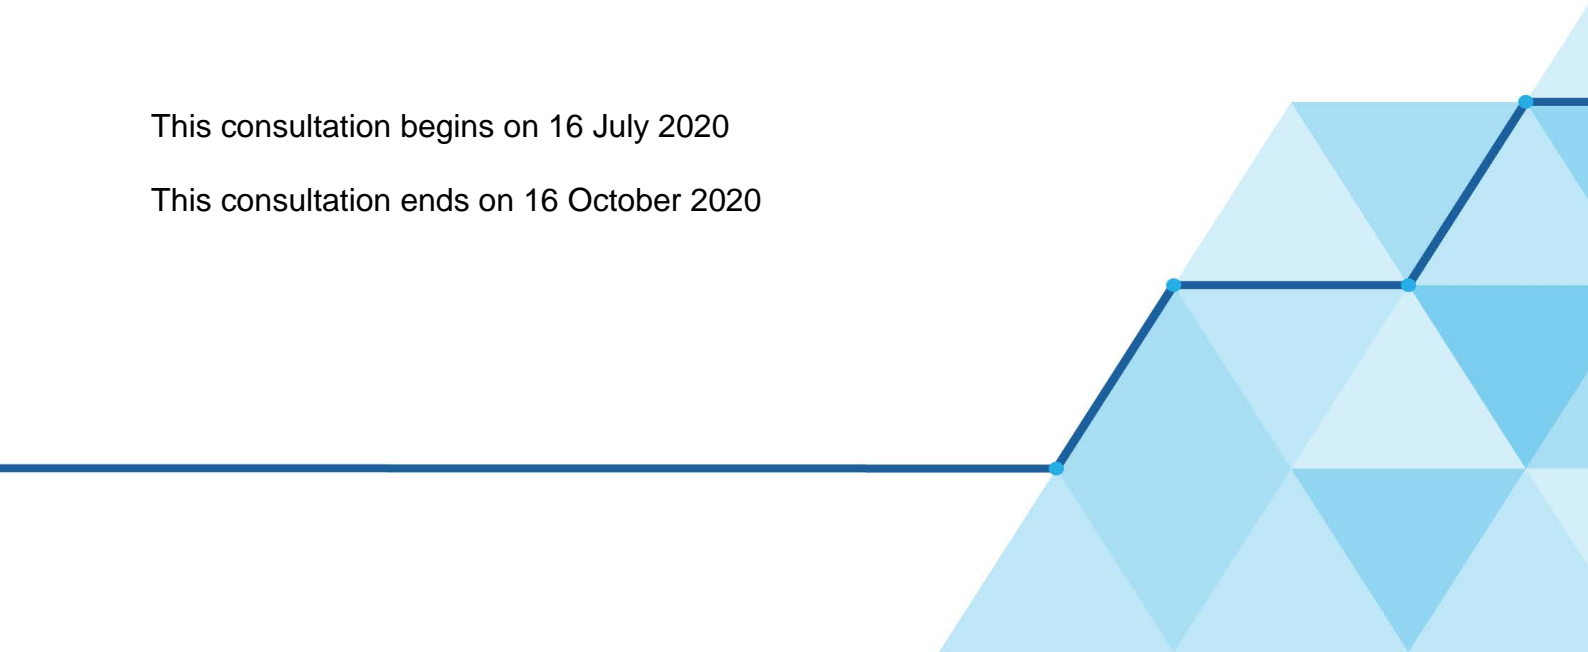 This consultation begins on 16 July 2020
This consultation ends on 16 October 2020